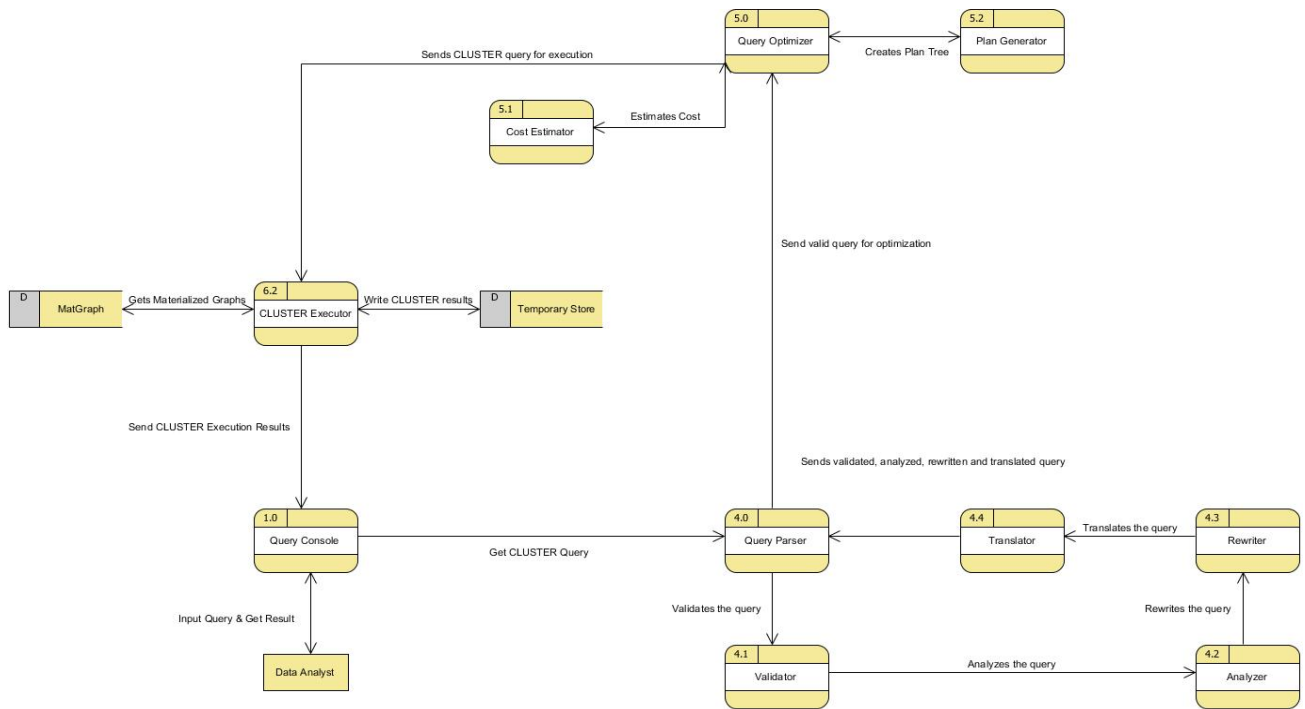 5.0
Query Optimizer
5.2
Plan Generator
Creates Plan Tree
Sends CLUSTER query for execution
5.1
Cost Estimator
Estimates Cost
Send valid query for optimization
D
MatGraph
Gets Materialized Graphs
6.2
CLUSTER Executor
Write CLUSTER results
D
Temporary Store
Send CLUSTER Execution Results
Sends validated, analyzed, rewritten and translated query
1.0
Query Console
Get CLUSTER Query
4.0
Query Parser
4.4
Translator
Translates the query
4.3
Rewriter
Input Query & Get Result
Validates the query
Rewrites the query
Data Analyst
4.1
Validator
Analyzes the query
4.2
Analyzer